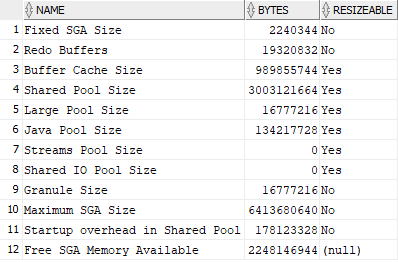 NAME BYTES RESIZEABLE
1 Fixed SGA Size 2240344 No
2 Redo Buffers 19320832 No
3 Buffer Cache Size 989855744 Yes
4 Shared Pool Size 3003121664 Yes
5 Large Pool Size 16777216 Yes
6 Java Pool Size 134217728 Yes
7 Streams Pool Size 0 Yes
8 Shared IO Pool Size 0 Yes
9 Granule Size 16777216 No
10 Maximum SGA Size 6413680640 No
11 Startup overhead in Shared Pool 178123328 No
12 Free SGA Memory Available 2248146944 (null)